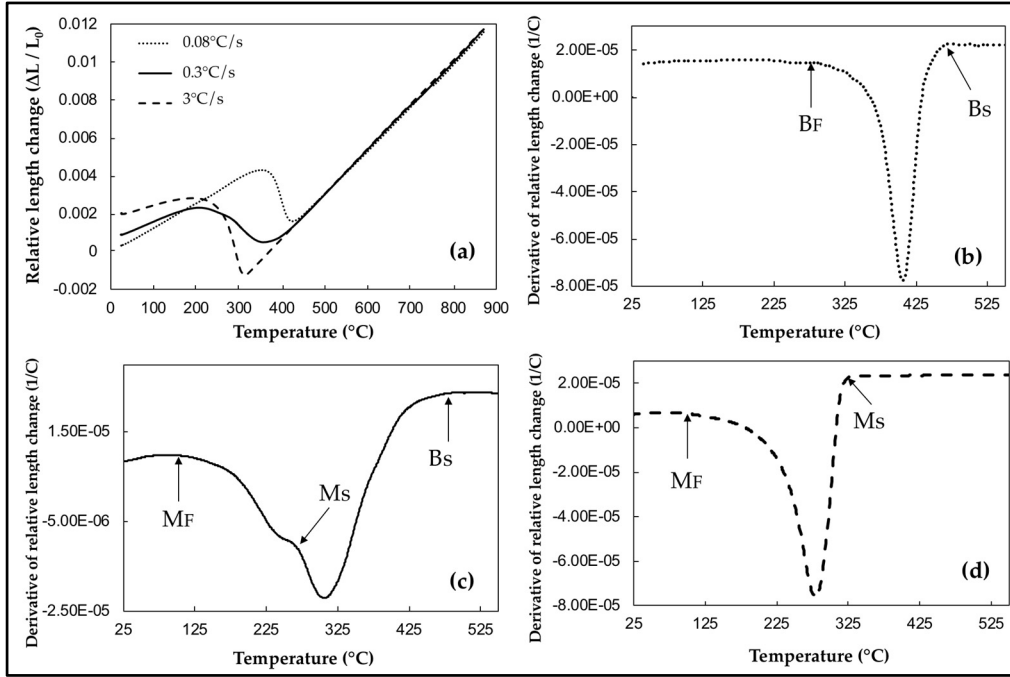 Relative length change (ΔL / L₀)
0.012
0.01
0.008
0.006
0.004
0.002
0
-0.002
0.08°C/s
0.3°C/s
3°C/s
(a)
0 100 200 300 400 500 600 700 800 900
Temperature (°C)
Derivative of relative length change (1/C)
2.00E-05
0.00E+00
-2.00E-05
-4.00E-05
-6.00E-05
-8.00E-05
BF
BS
(b)
25 125 225 325 425 525
Temperature (°C)
Derivative of relative length change (1/C)
1.50E-05
-5.00E-06
-2.50E-05
MF
MS
BS
(c)
25 125 225 325 425 525
Temperature (°C)
Derivative of relative length change (1/C)
2.00E-05
0.00E+00
-2.00E-05
-4.00E-05
-6.00E-05
-8.00E-05
MF
MS
(d)
25 125 225 325 425 525
Temperature (°C)